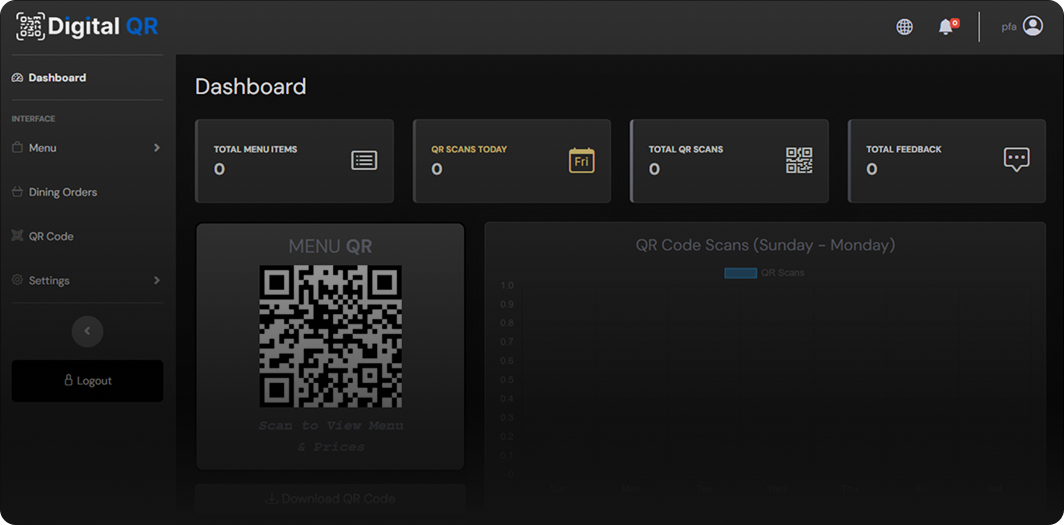 Digital QR
0
pfa
Dashboard
INTERFACE
Menu
Dining Orders
QR Code
Settings
Logout
Dashboard
TOTAL MENU ITEMS
0
QR SCANS TODAY
0
Fri
TOTAL QR SCANS
0
TOTAL FEEDBACK
0
MENU QR
Scan to View Menu
& Prices
Download QR Code
QR Code Scans (Sunday - Monday)
QR Scans
1.0
0.9
0.8
0.7
0.6
0.5
0.4
0.3
0.2
0.1
0